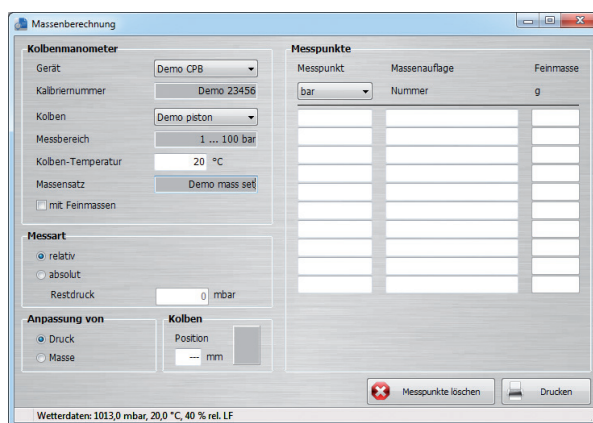 Massenberechnung
Kolbenmanometer
Gerät Demo CPB
Kalibriernummer Demo 23456
Kolben Demo piston
Messbereich 1 ... 100 bar
Kolben-Temperatur 20 °C
Massensatz Demo mass set
mit Feinmassen
Messart
relativ
absolut
Restdruck 0 mbar
Anpassung von
Druck
Masse
Kolben
Position
--- mm
Messpunkte
Messpunkt Massenauflage Feinmasse
bar Nummer g
Messpunkte löschen Drucken
Wetterdaten: 1013,0 mbar, 20,0 °C, 40 % rel. LF